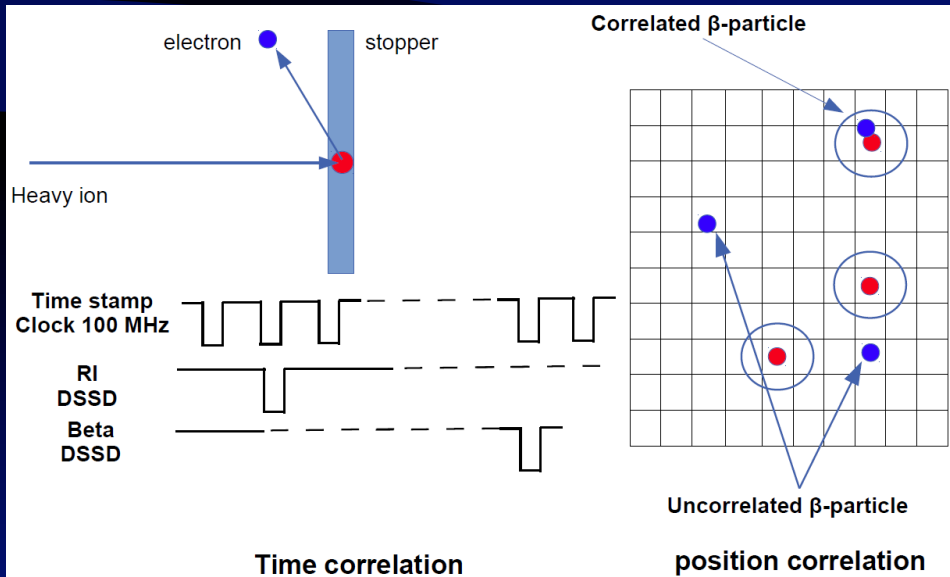 electron
stopper
Heavy ion
Time stamp
Clock 100 MHz
RI
DSSD
Beta
DSSD
Time correlation
Correlated β-particle
Uncorrelated β-particle
position correlation